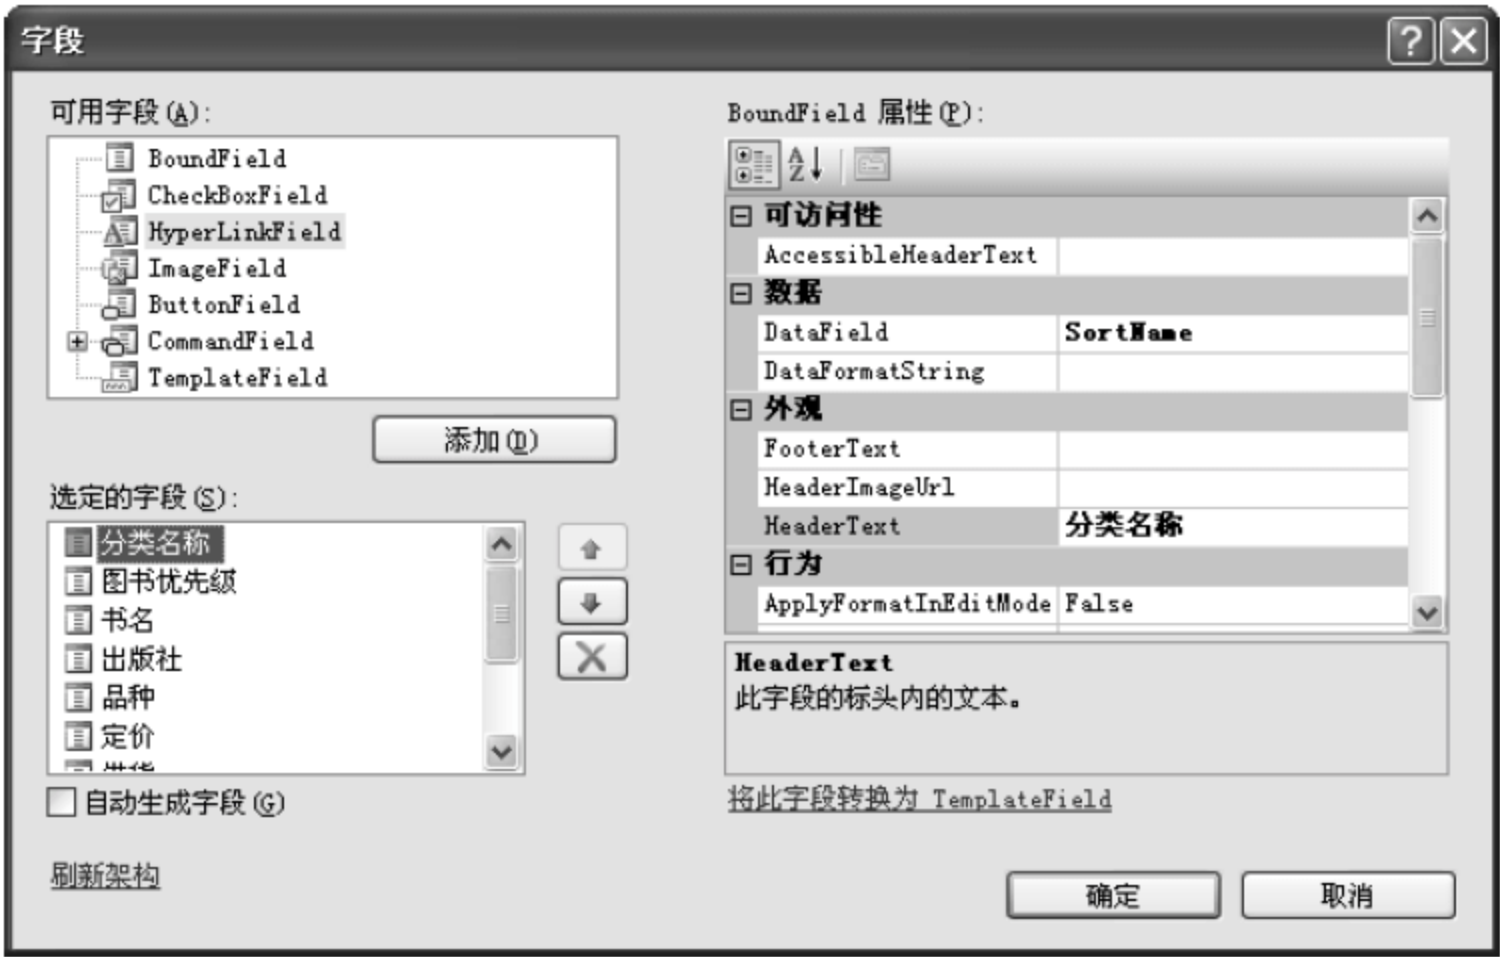 字段
可用字段(A):
BoundField
CheckBoxField
HyperLinkField
ImageField
ButtonField
CommandField
TemplateField
添加(D)
选定的字段(S):
分类名称
图书优先级
书名
出版社
品种
定价
自动生成字段(G)
刷新架构
BoundField 属性(P):
可访问性
AccessibleHeaderText
数据
DataField SortName
DataFormatString
外观
FooterText
HeaderImageUrl
HeaderText 分类名称
行为
ApplyFormatInEditMode False
HeaderText
此字段的标头内的文本。
将此字段转换为 TemplateField
确定
取消